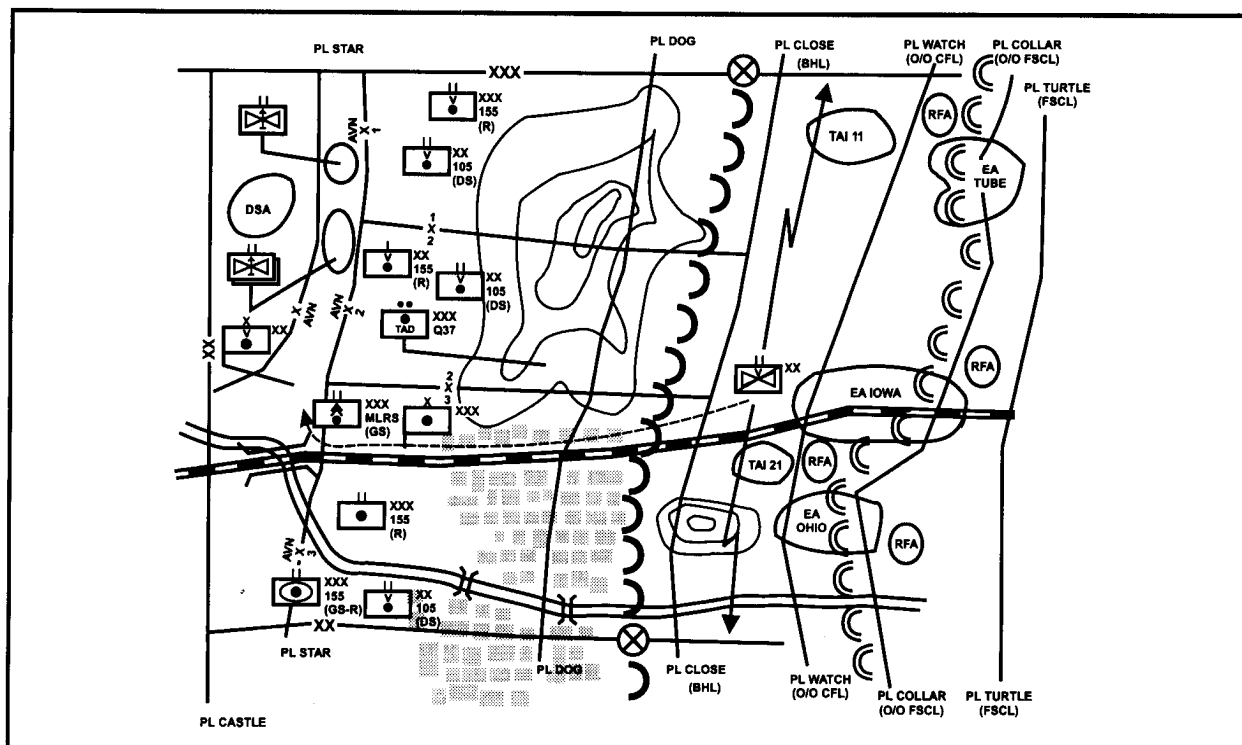 PL STAR
PL DOG
PL CLOSE
(BHL)
PL WATCH
(O/O CFL)
PL COLLAR
(O/O FSCL)
PL TURTLE
(FSCL)
XXX
XXX
155
(R)
AVN
X
1
XX
105
(DS)
TAI 11
RFA
EA
TUBE
DSA
1
X
2
XX
155
(R)
XX
105
(DS)
X
AVN
AVN
X
2
XX
XX
TAD
XXX
Q37
XX
RFA
2
X
3
EA IOWA
XXX
MLRS
(GS)
X
XXX
TAI 21
RFA
XXX
155
(R)
EA
OHIO
RFA
AVN
X
3
XXX
155
(GS-R)
XX
105
(DS)
XX
PL STAR
PL DOG
PL CLOSE
(BHL)
PL WATCH
(O/O CFL)
PL COLLAR
(O/O FSCL)
PL TURTLE
(FSCL)
PL CASTLE